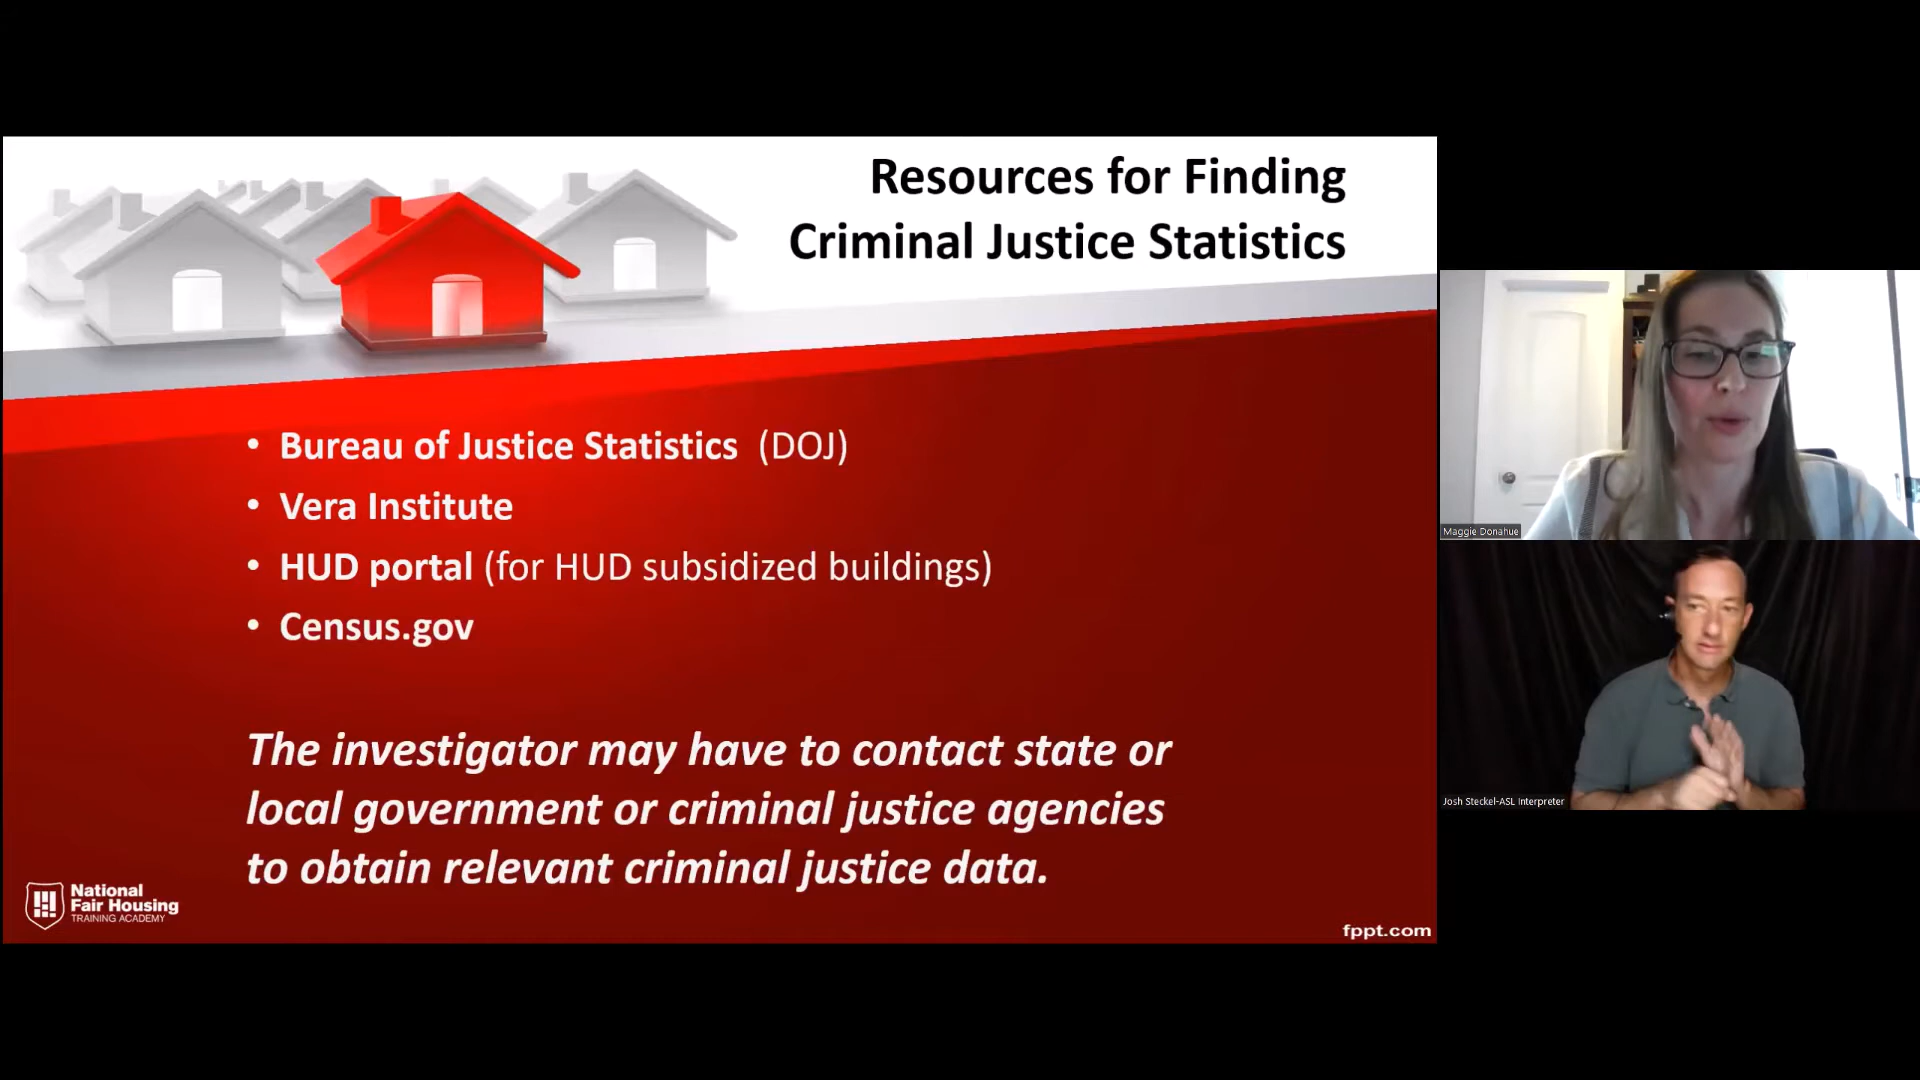 Resources for Finding
Criminal Justice Statistics
• Bureau of Justice Statistics (DOJ)
• Vera Institute
• HUD portal (for HUD subsidized buildings)
• Census.gov
The investigator may have to contact state or
local government or criminal justice agencies
to obtain relevant criminal justice data.
National
Fair Housing
TRAINING ACADEMY
fppt.com
Maggie Donahue
Josh Steckel-ASL Interpreter